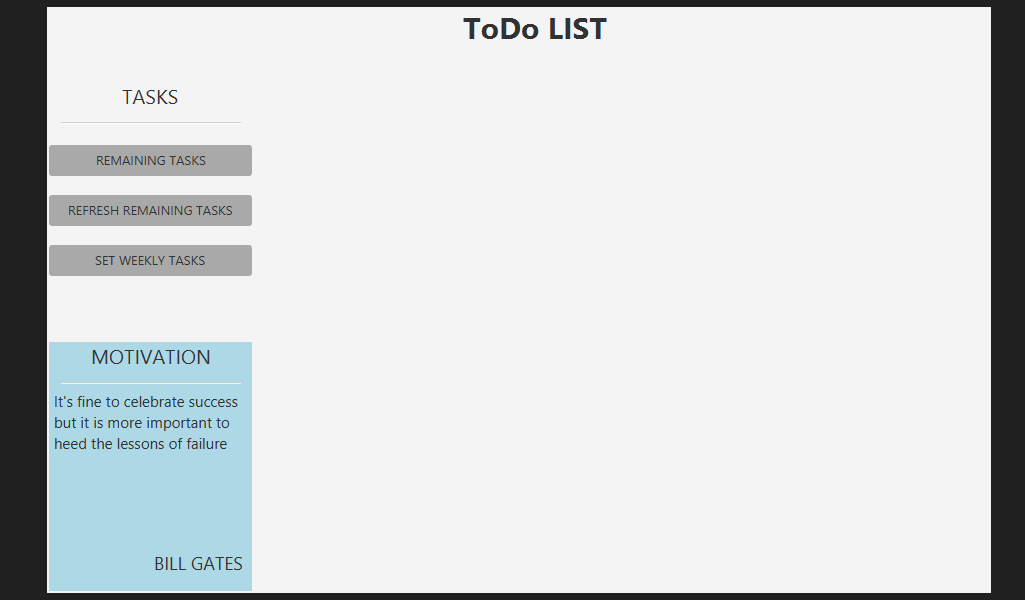 ToDo LIST
TASKS
REMAINING TASKS
REFRESH REMAINING TASKS
SET WEEKLY TASKS
MOTIVATION
It's fine to celebrate success
but it is more important to
heed the lessons of failure
BILL GATES